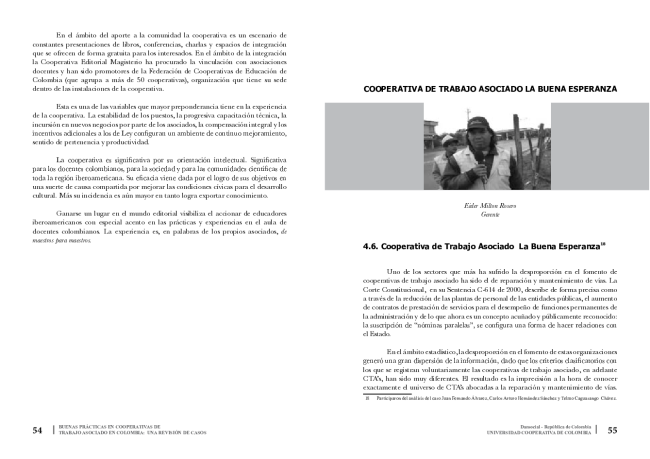 En el ámbito del aporte a la comunidad la cooperativa es un escenario de
constantes presentaciones de libros, conferencias, charlas y espacios de integración
que se ofrecen de forma gratuita para los interesados. En el ámbito de la integración
la Cooperativa Editorial Magisterio ha procurado la vinculación con asociaciones
docentes y han sido promotores de la Federación de Cooperativas de Educación de
Colombia (que agrupa a más de 50 cooperativas), organización que tiene su sede
dentro de las instalaciones de la cooperativa.
Esta es una de las variables que mayor preponderancia tiene en la experiencia
de la cooperativa. La estabilidad de los puestos, la progresiva capacitación técnica, la
incursión en nuevos negocios por parte de los asociados, la compensación integral y los
incentivos adicionales a los de Ley configuran un ambiente de continuo mejoramiento,
sentido de pertenencia y productividad.
La cooperativa es significativa por su orientación intelectual. Significativa
para los docentes colombianos, para la sociedad y para las comunidades científicas de
toda la región iberoamericana. Su eficacia viene dada por el logro de sus objetivos en
una suerte de causa compartida por mejorar las condiciones cívicas para el desarrollo
cultural. Más su incidencia es aún mayor en tanto logra exportar conocimiento.
Ganarse un lugar en el mundo editorial visibiliza el accionar de educadores
iberoamericanos con especial acento en las prácticas y experiencias en el aula de
docentes colombianos. La experiencia es, en palabras de los propios asociados, de
maestros para maestros.
54
BUENAS PRÁCTICAS EN COOPERATIVAS DE
TRABAJO ASOCIADO EN COLOMBIA: UNA REVISIÓN DE CASOS
COOPERATIVA DE TRABAJO ASOCIADO LA BUENA ESPERANZA
Eider Milton Rosero
Gerente
4.6. Cooperativa de Trabajo Asociado La Buena Esperanza¹⁸
Uno de los sectores que más ha sufrido la desproporción en el fomento de
cooperativas de trabajo asociado ha sido el de reparación y mantenimiento de vías. La
Corte Constitucional, en su Sentencia C-614 de 2000, describe de forma precisa como
a través de la reducción de las plantas de personal de las entidades públicas, el aumento
de contratos de prestación de servicios para el desempeño de funciones permanentes de
la administración y de lo que ahora es un concepto acuñado y públicamente reconocido:
la suscripción de "nóminas paralelas", se configura una forma de hacer relaciones con
el Estado.
En el ámbito estadístico, la desproporción en el fomento de estas organizaciones
generó una gran dispersión de la información, dado que los criterios clasificatorios con
los que se registran voluntariamente las cooperativas de trabajo asociado, en adelante
CTA's, han sido muy diferentes. El resultado es la imprecisión a la hora de conocer
exactamente el universo de CTA's abocadas a la reparación y mantenimiento de vías.
18 Participaron del análisis del caso Juan Fernando Álvarez, Carlos Arturo Hernández Sánchez y
Dansocial - República de Colombia
UNIVERSIDAD COOPERATIVA DE COLOMBIA
55